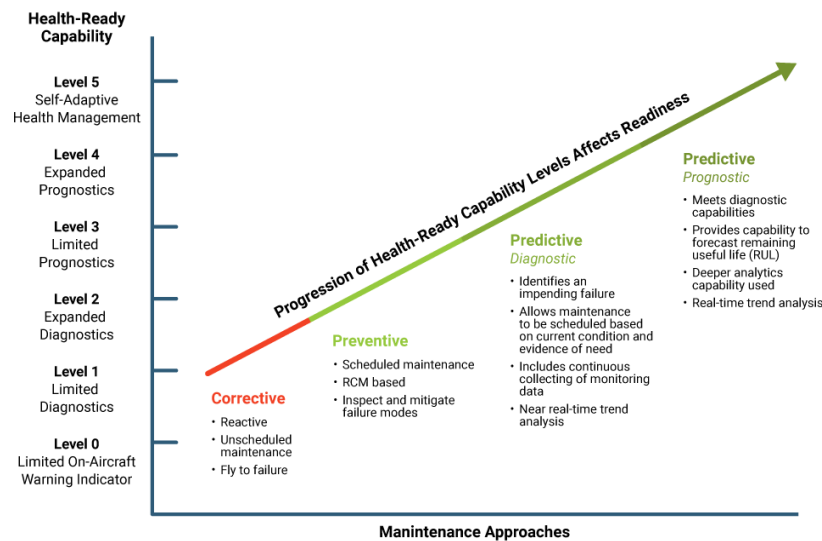 Health-Ready
Capability
Level 5
Self-Adaptive
Health Management
Level 4
Expanded
Prognostics
Level 3
Limited
Prognostics
Level 2
Expanded
Diagnostics
Level 1
Limited
Diagnostics
Level 0
Limited On-Aircraft
Warning Indicator
Progression of Health-Ready Capability Levels Affects Readiness
Corrective
• Reactive
• Unscheduled
maintenance
• Fly to failure
Preventive
• Scheduled maintenance
• RCM based
• Inspect and mitigate
failure modes
Predictive
Diagnostic
• Identifies an
impending failure
• Allows maintenance
to be scheduled based
on current condition and
evidence of need
• Includes continuous
collecting of monitoring
data
• Near real-time trend
analysis
Predictive
Prognostic
• Meets diagnostic
capabilities
• Provides capability to
forecast remaining
useful life (RUL)
• Deeper analytics
capability used
• Real-time trend analysis
Manintenance Approaches